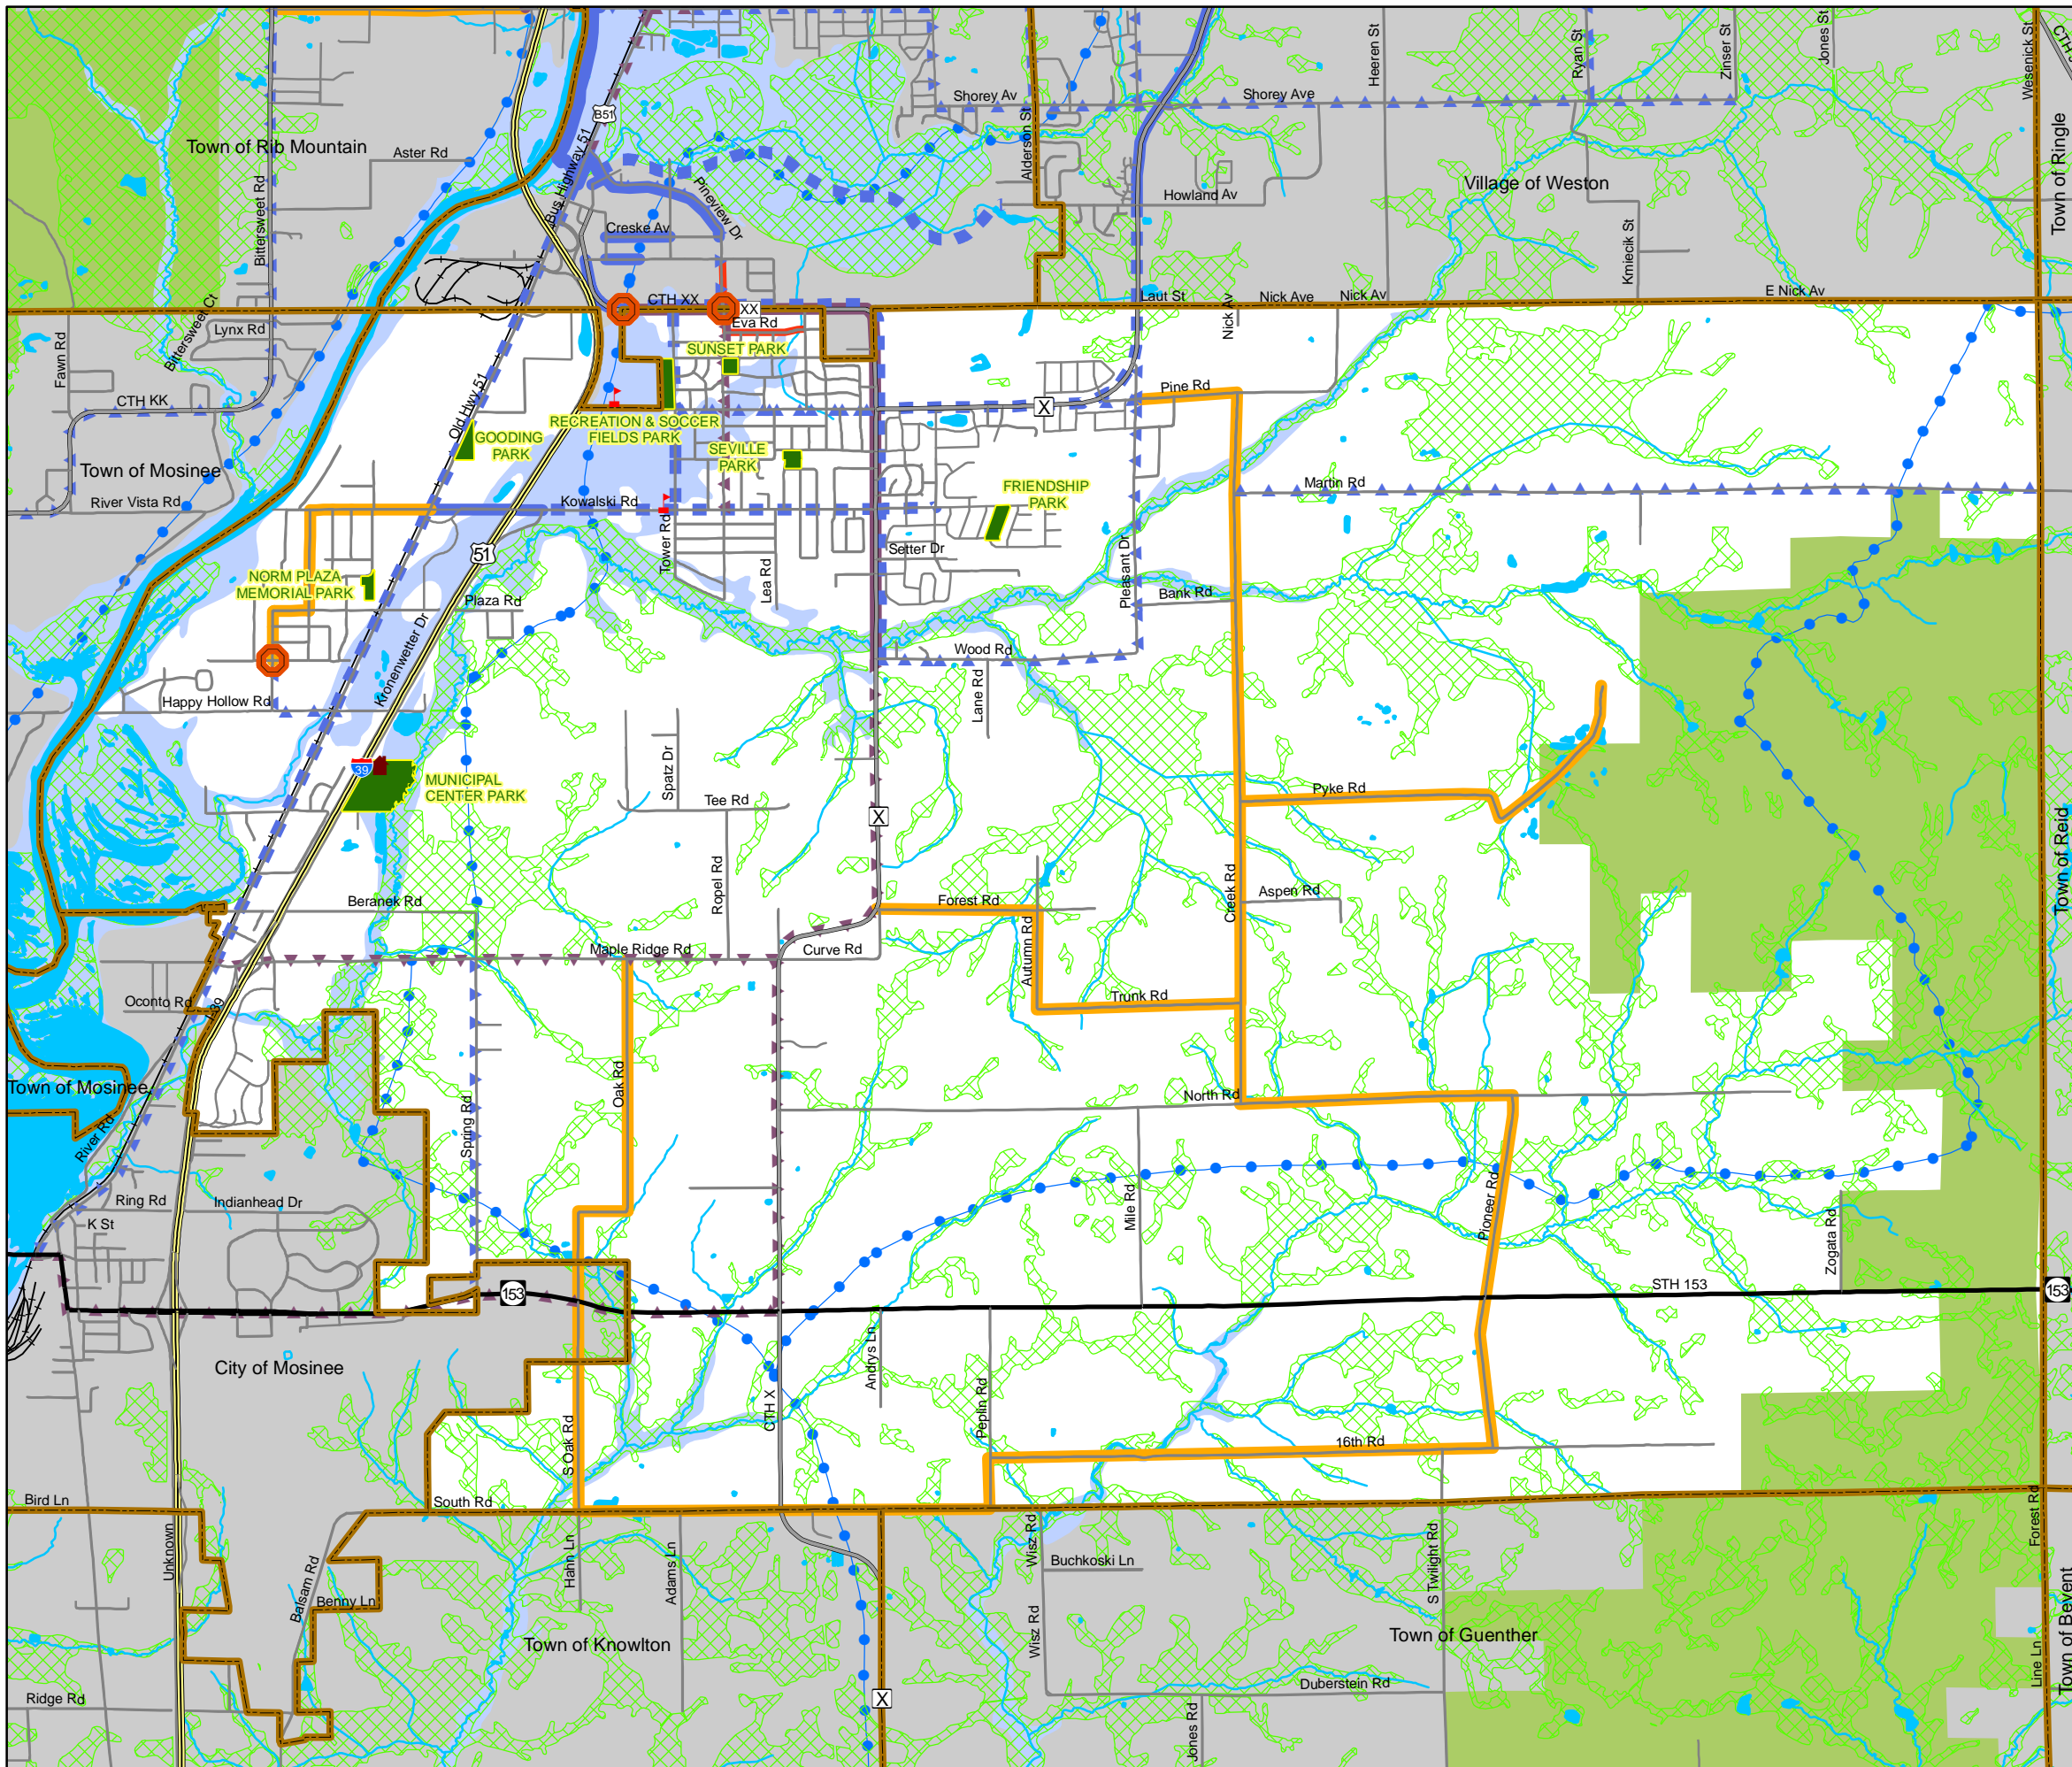 Heeren St
Ryan St
Zinser St
Jones St
Wesenick St
CTH
Town of Ringle
Shorey Av
Shorey Ave
B51
Alderson St
Town of Rib Mountain
Aster Rd
Bus Highway 51
Pineview Dr
Howland Av
Village of Weston
Bittersweet Rd
Creske Av
Kmiecik St
CTH XX
XX
Laut St
Nick Av
Nick Ave
Nick Av
E Nick Av
Bittersweet Ct
Lynx Rd
Fawn Rd
Eva Rd
SUNSET PARK
CTH KK
Old Hwy 51
Pine Rd
X
RECREATION & SOCCER
FIELDS PARK
GOODING
PARK
SEVILLE
PARK
Town of Mosinee
River Vista Rd
Kowalski Rd
FRIENDSHIP
PARK
Martin Rd
51
Tower Rd
Setter Dr
Pleasant Dr
Lea Rd
NORM PLAZA
MEMORIAL PARK
Plaza Rd
Bank Rd
Kronenwetter Dr
Wood Rd
Lane Rd
Happy Hollow Rd
39
MUNICIPAL
CENTER PARK
Spatz Dr
Tee Rd
X
Pyke Rd
Town of Reid
Ropel Rd
Creek Rd
Beranek Rd
Forest Rd
Aspen Rd
Autumn Rd
Maple Ridge Rd
Curve Rd
Oconto Rd
I-39
Trunk Rd
Town of Mosinee
Oak Rd
North Rd
River Rd
Spring Rd
Ring Rd
Indianhead Dr
K St
Mile Rd
Pioneer Rd
Zogata Rd
153
STH 153
153
City of Mosinee
Andrys Ln
CTH X
Peplin Rd
S Oak Rd
16th Rd
Bird Ln
South Rd
Forest Rd
Unknown
Balsam Rd
Hahn Ln
Adams Ln
Wisz Rd
Buchkoski Ln
S Twilight Rd
Benny Ln
Town of Knowlton
Wisz Rd
Town of Guenther
Line Ln
Town of Bevent
Ridge Rd
X
Duberstein Rd
Jones Rd